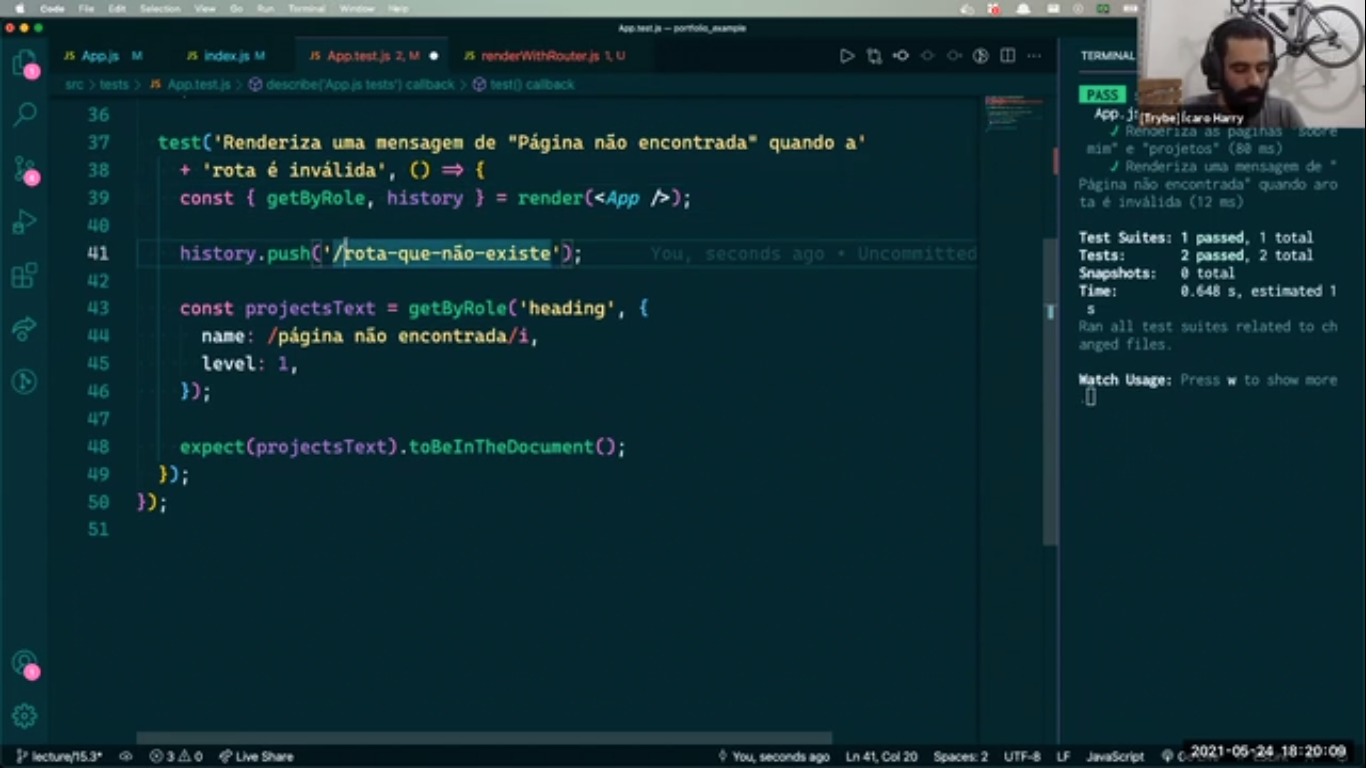 Code File Edit Selection View Go Run Terminal Window Help
App.test.js — portfolio_example
JS App.js M JS index.js M JS App.test.js 2, M ● JS renderWithRouter.js 1, U
src > tests > JS App.test.js > describe('App.js tests') callback > test() callback
36
37 test('Renderiza uma mensagem de "Página não encontrada" quando a'
38 + 'rota é inválida', () => {
39 const { getByRole, history } = render(<App />);
40
41 history.push('/rota-que-não-existe'); You, seconds ago • Uncommitted
42
43 const projectsText = getByRole('heading', {
44 name: /página não encontrada/i,
45 level: 1,
46 });
47
48 expect(projectsText).toBeInTheDocument();
49 });
50 });
51
TERMINAL
PASS
App.js
[Trybe] Ícaro Harry
✓ Renderiza as páginas "sobre
mim" e "projetos" (80 ms)
✓ Renderiza uma mensagem de "
Página não encontrada" quando aro
ta é inválida (12 ms)
Test Suites: 1 passed, 1 total
Tests: 2 passed, 2 total
Snapshots: 0 total
Time: 0.648 s, estimated 1
s
Ran all test suites related to ch
anged files.
Watch Usage: Press w to show more
.
lecture/15.3* 3 0 Live Share You, seconds ago Ln 41, Col 20 Spaces: 2 UTF-8 LF JavaScript
2021-05-24 18:20:09